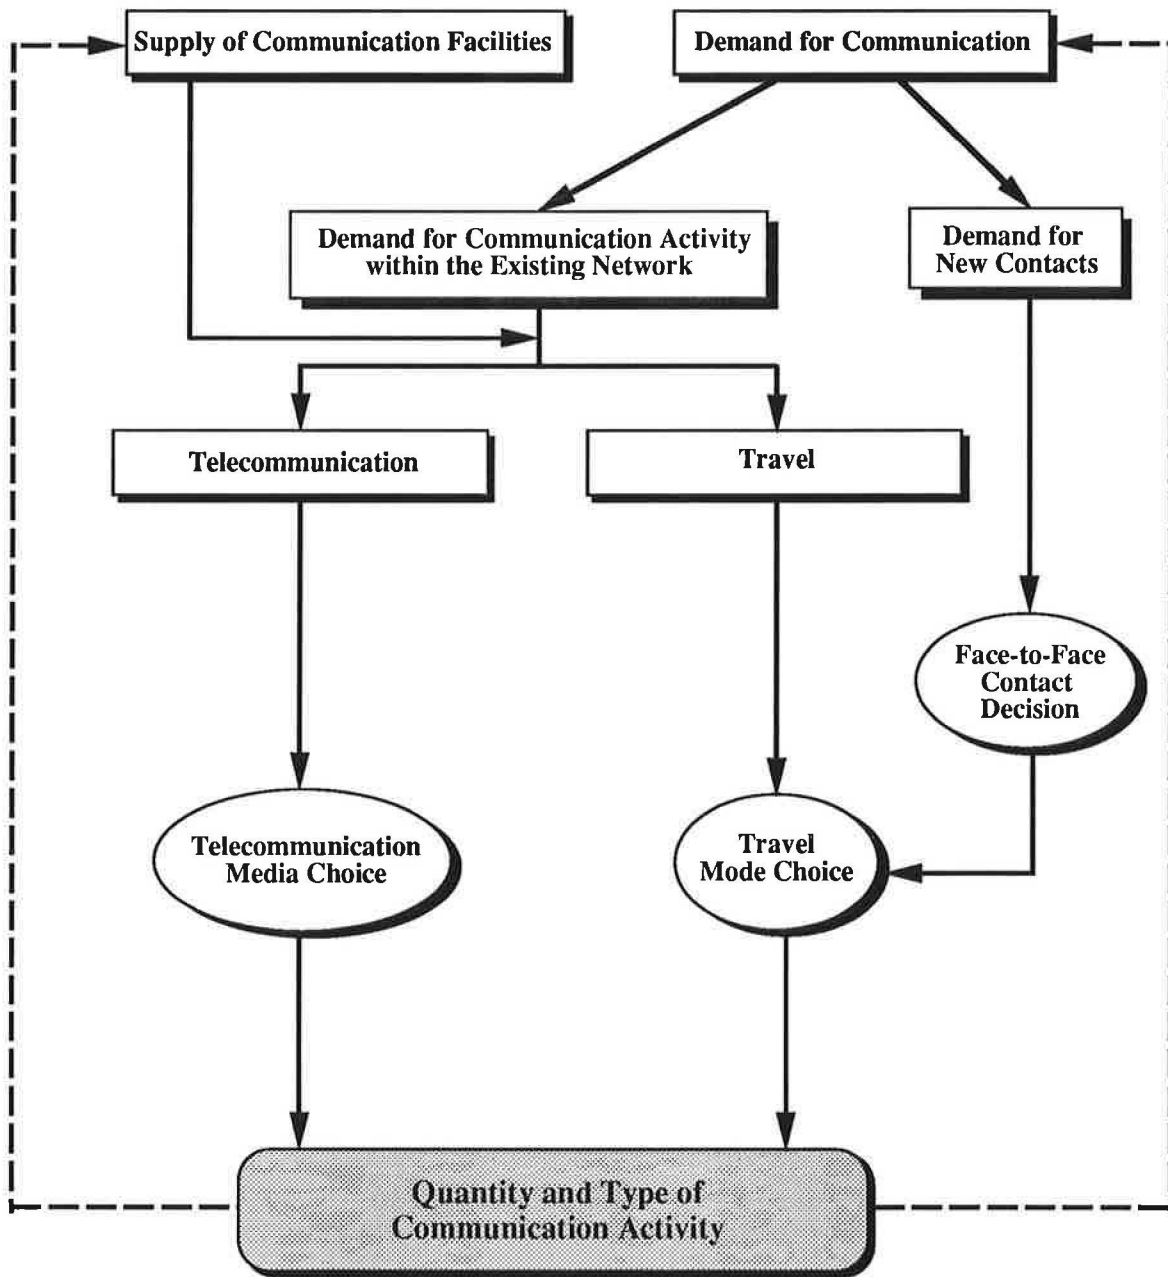 Supply of Communication Facilities
Demand for Communication
Demand for Communication Activity
within the Existing Network
Demand for
New Contacts
Telecommunication
Travel
Face-to-Face
Contact
Decision
Telecommunication
Media Choice
Travel
Mode Choice
Quantity and Type of
Communication Activity